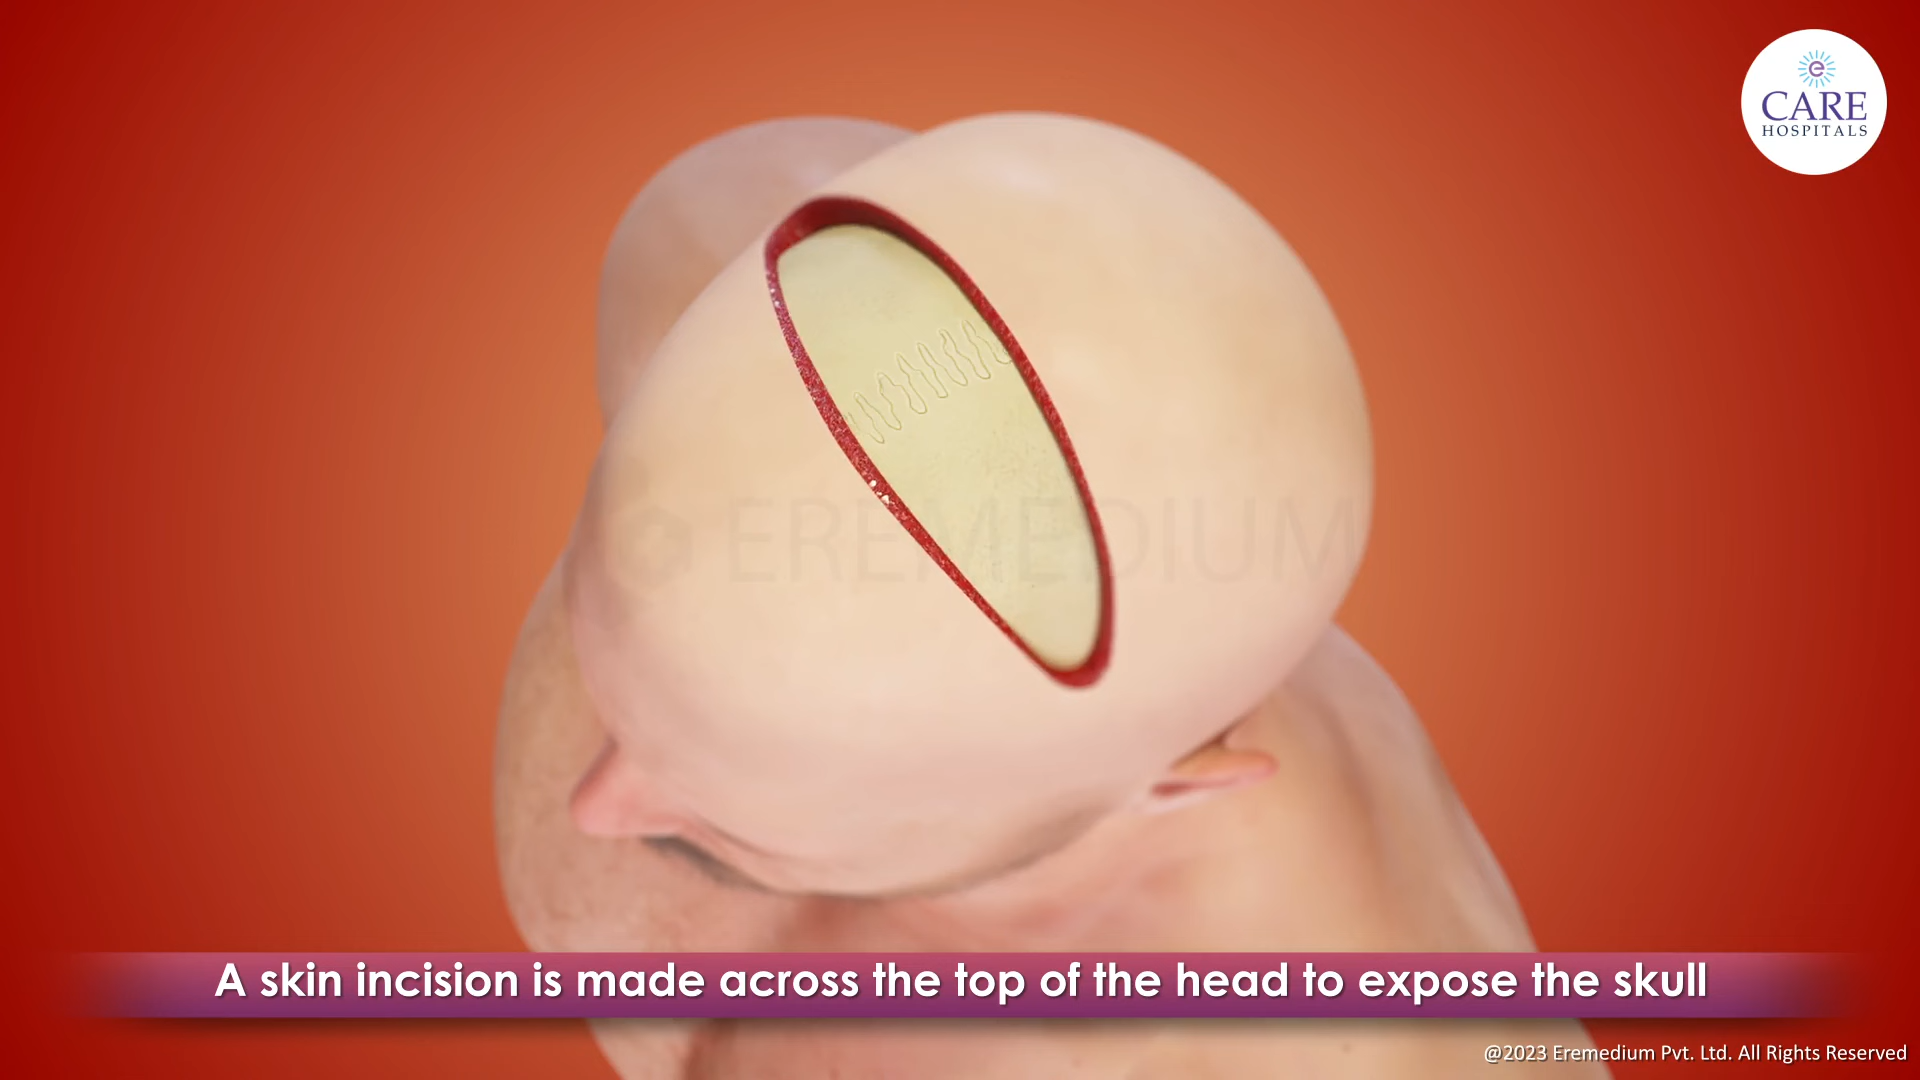 e
CARE
HOSPITALS
EREMEDIUM
A skin incision is made across the top of the head to expose the skull
@2023 Eremedium Pvt. Ltd. All Rights Reserved